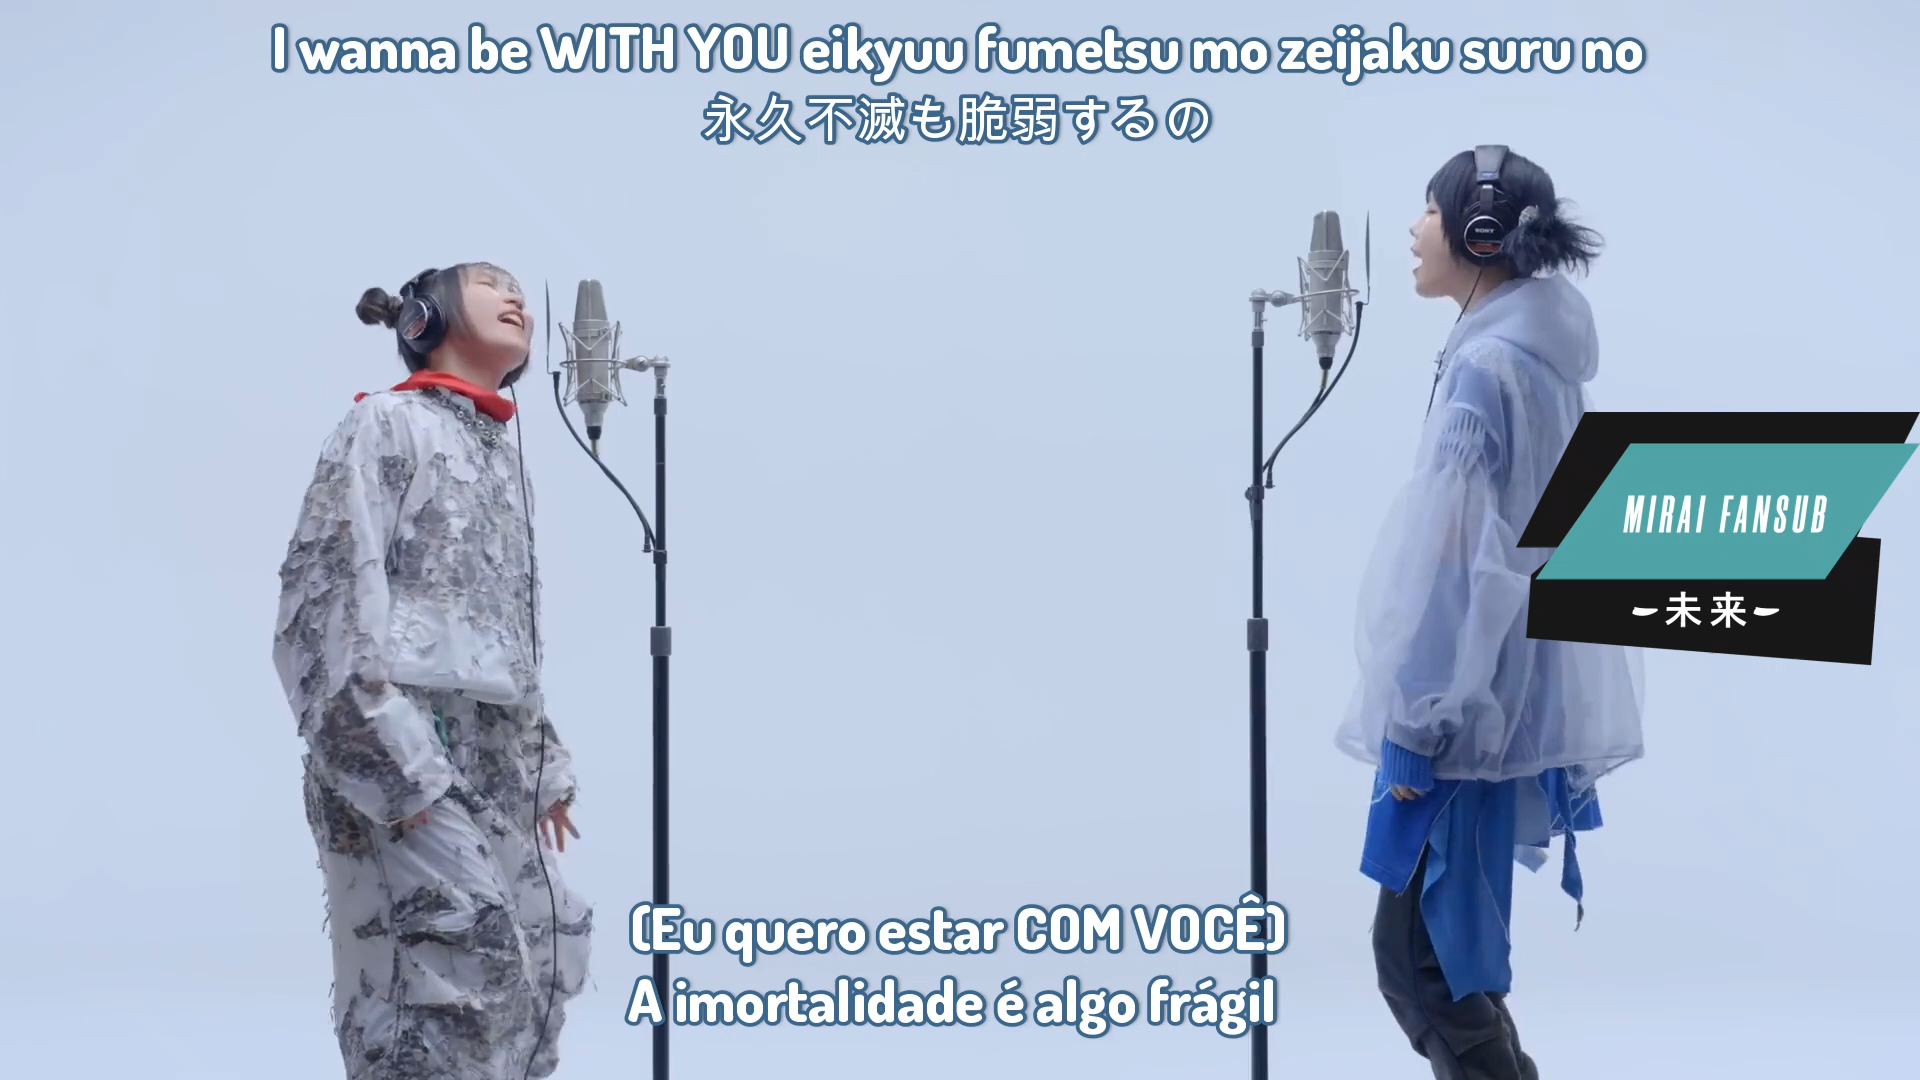 I wanna be WITH YOU eikyuu fumetsu mo zeijaku suru no
永久不滅も脆弱するの
SONY
MIRAI FANSUB
~未来~
(Eu quero estar COM VOCÊ)
A imortalidade é algo frágil